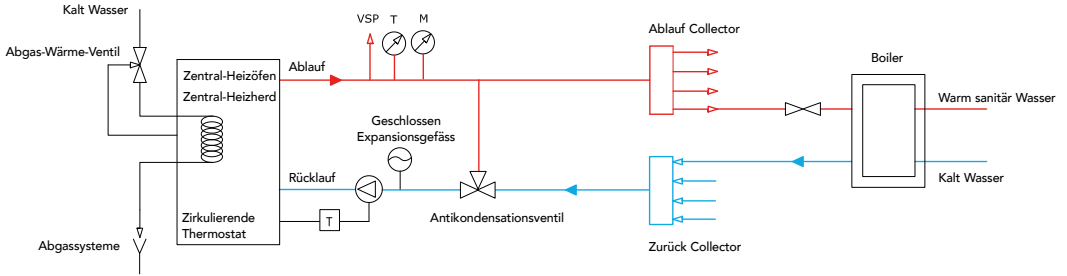 Kalt Wasser
Abgas-Wärme-Ventil
Zentral-Heizöfen
Zentral-Heizherd
Zirkulierende
Thermostat
Abgassysteme
Ablauf
VSP
T
M
Geschlossen
Expansionsgefäss
Rücklauf
T
Antikondensationsventil
Ablauf Collector
Zurück Collector
Boiler
Warm sanitär Wasser
Kalt Wasser